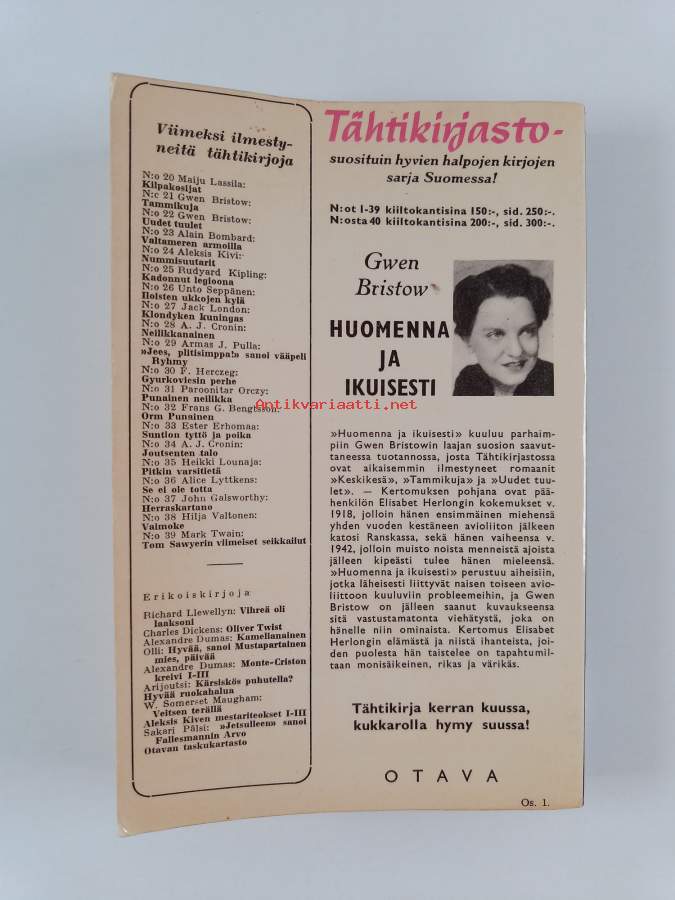 Viimeksi ilmesty-
neitä tähtikirjoja
N:o 20 Maiju Lassila:
Kilpakosijat
N:o 21 Gwen Bristow:
Tammikuja
N:o 22 Gwen Bristow:
Uudet tuulet
N:o 23 Alain Bombard:
Valtameren armoilla
N:o 24 Aleksis Kivi:
Nummisuutarit
N:o 25 Rudyard Kipling:
Kadonnut legioona
N:o 26 Unto Seppänen:
Iloisten ukkojen kylä
N:o 27 Jack London:
Klondyken kuningas
N:o 28 A. J. Cronin:
Neilikkanainen
N:o 29 Armas J. Pulla:
»Jees, plitisimppa!» sanoi vääpeli
Ryhmy
N:o 30 F. Herczeg:
Gyurkoviesin perhe
N:o 31 Paroonitar Orczy:
Punainen neilikka
N:o 32 Frans G. Bengtsson:
Orm Punainen
N:o 33 Ester Erhomaa:
Suntion tyttö ja poika
N:o 34 A. J. Cronin:
Joutsenten talo
N:o 35 Heikki Lounaja:
Pitkin varsitietä
N:o 36 Alice Lyttkens:
Se ei ole totta
N:o 37 John Galsworthy:
Herraskartano
N:o 38 Hilja Valtonen:
Vaimoke
N:o 39 Mark Twain:
Tom Sawyerin viimeiset seikkailut
Erikoiskirjoja
Richard Llewellyn: Vihreä oli
laaksoni
Charles Dickens: Oliver Twist
Alexandre Dumas: Kamelianainen
Olli: Hyvää, sanoi Mustapartainen
mies, päivää
Alexandre Dumas: Monte-Criston
kreivi I-III
Arijoutsi: Kärsiskös puhutella?
Hyvää ruokahalua
W. Somerset Maugham:
Veitsen terällä
Aleksis Kiven mestariteokset I-III
Sakari Pälsi: »Jetsulleen» sanoi
Fallesmannin Arvo
Otavan taskukartasto
Tähtikirjasto-
suosituin hyvien halpojen kirjojen
sarja Suomessa!
N:ot 1-39 kiiltokantisina 150:-, sid. 250:-.
N:osta 40 kiiltokantisina 200:-, sid. 300:-.
Gwen
Bristow
HUOMENNA
JA
IKUISESTI
Antikvariaatti.net
»Huomenna ja ikuisesti» kuuluu parhaim-
piin Gwen Bristowin laajan suosion saavut-
taneessa tuotannossa, josta Tähtikirjastossa
ovat aikaisemmin ilmestyneet romaanit
»Keskikesä», »Tammikuja» ja »Uudet tuu-
let». — Kertomuksen pohjana ovat pää-
henkilön Elisabet Herlongin kokemukset v.
1918, jolloin hänen ensimmäinen miehensä
yhden vuoden kestäneen avioliiton jälkeen
katosi Ranskassa, sekä hänen vaiheensa v.
1942, jolloin muisto noista menneistä ajoista
jälleen kipeästi tulee hänen mieleensä.
»Huomenna ja ikuisesti» perustuu aiheisiin,
jotka läheisesti liittyvät naisen toiseen avio-
liittoon kuuluviin probleemeihin, ja Gwen
Bristow on jälleen saanut kuvaukseensa
sitä vastustamatonta viehätystä, joka on
hänelle niin ominaista. Kertomus Elisabet
Herlongin elämästä ja niistä ihanteista, joi-
den puolesta hän taistelee on tapahtumil-
taan monisäikeinen, rikas ja värikäs.
Tähtikirja kerran kuussa,
kukkarolla hymy suussa!
OTAVA
Os. 1.